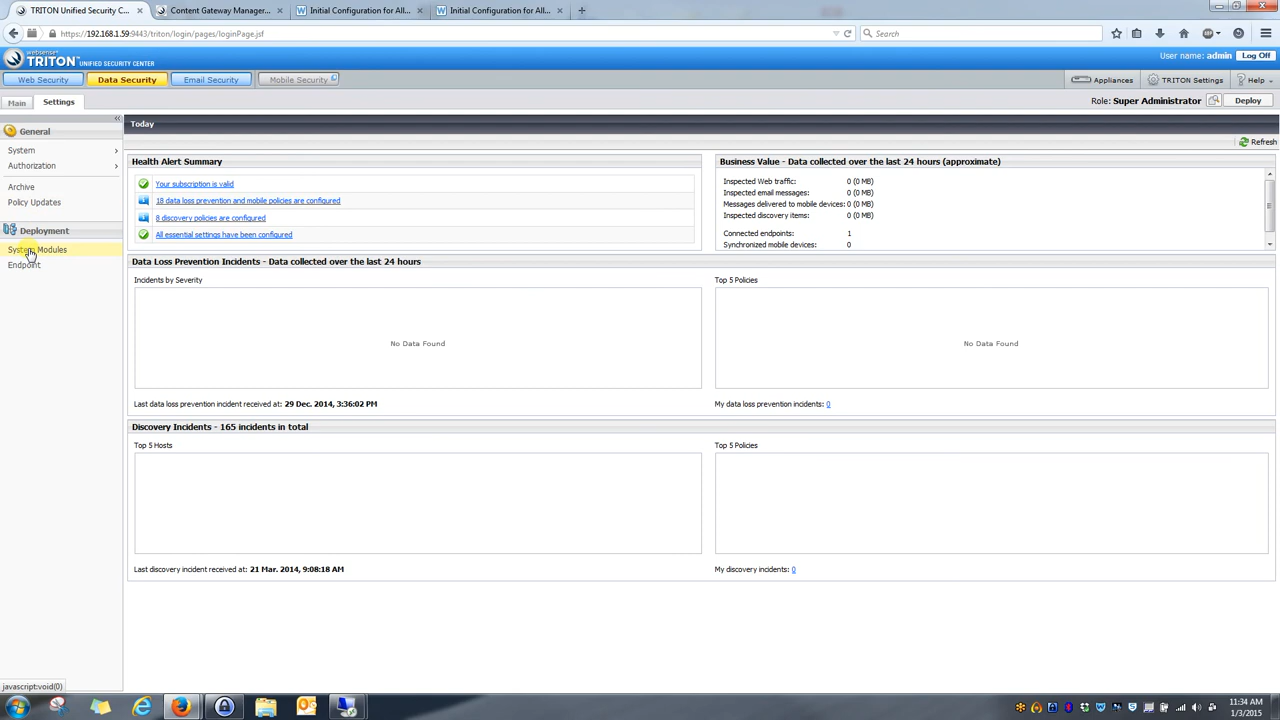 TRITON Unified Security C...
Content Gateway Manager...
Initial Configuration for All...
Initial Configuration for All...
https://192.168.1.59:9443/triton/login/pages/loginPage.jsf
Search
websense
TRITON UNIFIED SECURITY CENTER
User name: admin
Log Off
Web Security
Data Security
Email Security
Mobile Security
Appliances
TRITON Settings
Help
Main
Settings
Role: Super Administrator
Deploy
General
System
Authorization
Archive
Policy Updates
Deployment
System Modules
Endpoint
Today
Refresh
Health Alert Summary
Your subscription is valid
18 data loss prevention and mobile policies are configured
8 discovery policies are configured
All essential settings have been configured
Business Value - Data collected over the last 24 hours (approximate)
Inspected Web traffic: 0 (0 MB)
Inspected email messages: 0 (0 MB)
Messages delivered to mobile devices: 0 (0 MB)
Inspected discovery items: 0 (0 MB)
Connected endpoints: 1
Synchronized mobile devices: 0
Data Loss Prevention Incidents - Data collected over the last 24 hours
Incidents by Severity
No Data Found
Top 5 Policies
No Data Found
Last data loss prevention incident received at: 29 Dec. 2014, 3:36:02 PM
My data loss prevention incidents: 0
Discovery Incidents - 165 incidents in total
Top 5 Hosts
Top 5 Policies
Last discovery incident received at: 21 Mar. 2014, 9:08:18 AM
My discovery incidents: 0
javascript:void(0)
11:34 AM
1/3/2015